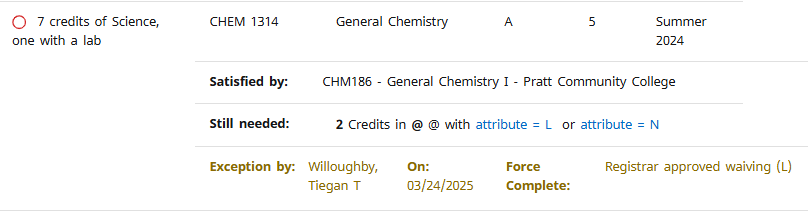 7 credits of Science, CHEM 1314 General Chemistry A 5 Summer
one with a lab 2024
Satisfied by: CHM186 - General Chemistry I - Pratt Community College
Still needed: 2 Credits in @ @ with attribute = L or attribute = N
Exception by: Willoughby, On: Force Registrar approved waiving (L)
Tiegan T 03/24/2025 Complete: